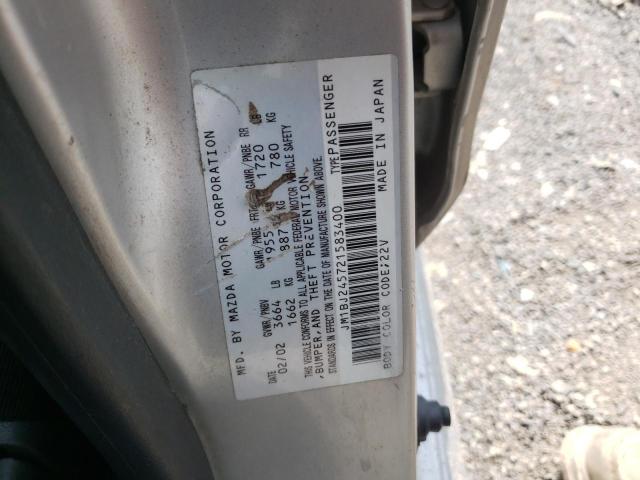 MFD. BY MAZDA MOTOR CORPORATION
DATE GVWR/PNBV GAWR/PNBE FRT GAWR/PNBE RR
02/02 3664 LB 1955 1720 LB
1662 KG 887 KG 780 KG
THIS VEHICLE CONFORMS TO ALL APPLICABLE FEDERAL MOTOR VEHICLE SAFETY
,BUMPER,AND THEFT PREVENTION
STANDARDS IN EFFECT ON THE DATE OF MANUFACTURE SHOWN ABOVE.
JM1BJ245721583400 TYPE PASSENGER
BODY COLOR CODE;22V MADE IN JAPAN